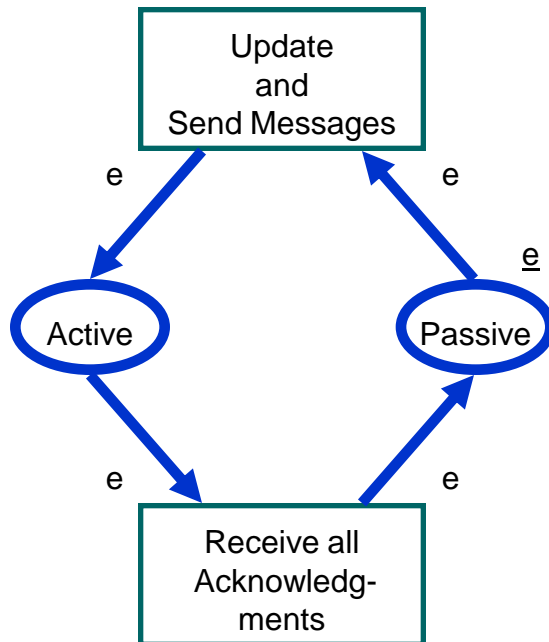 Update
and
Send Messages
e
e
e
Active
Passive
e
e
Receive all
Acknowledg-
ments